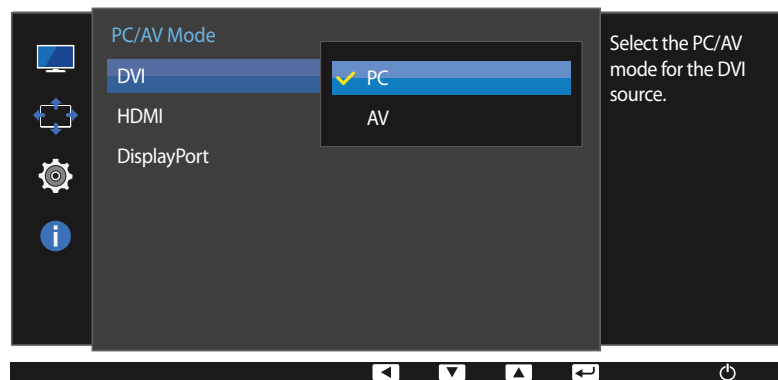 PC/AV Mode
DVI
HDMI
DisplayPort
PC
AV
Select the PC/AV
mode for the DVI
source.